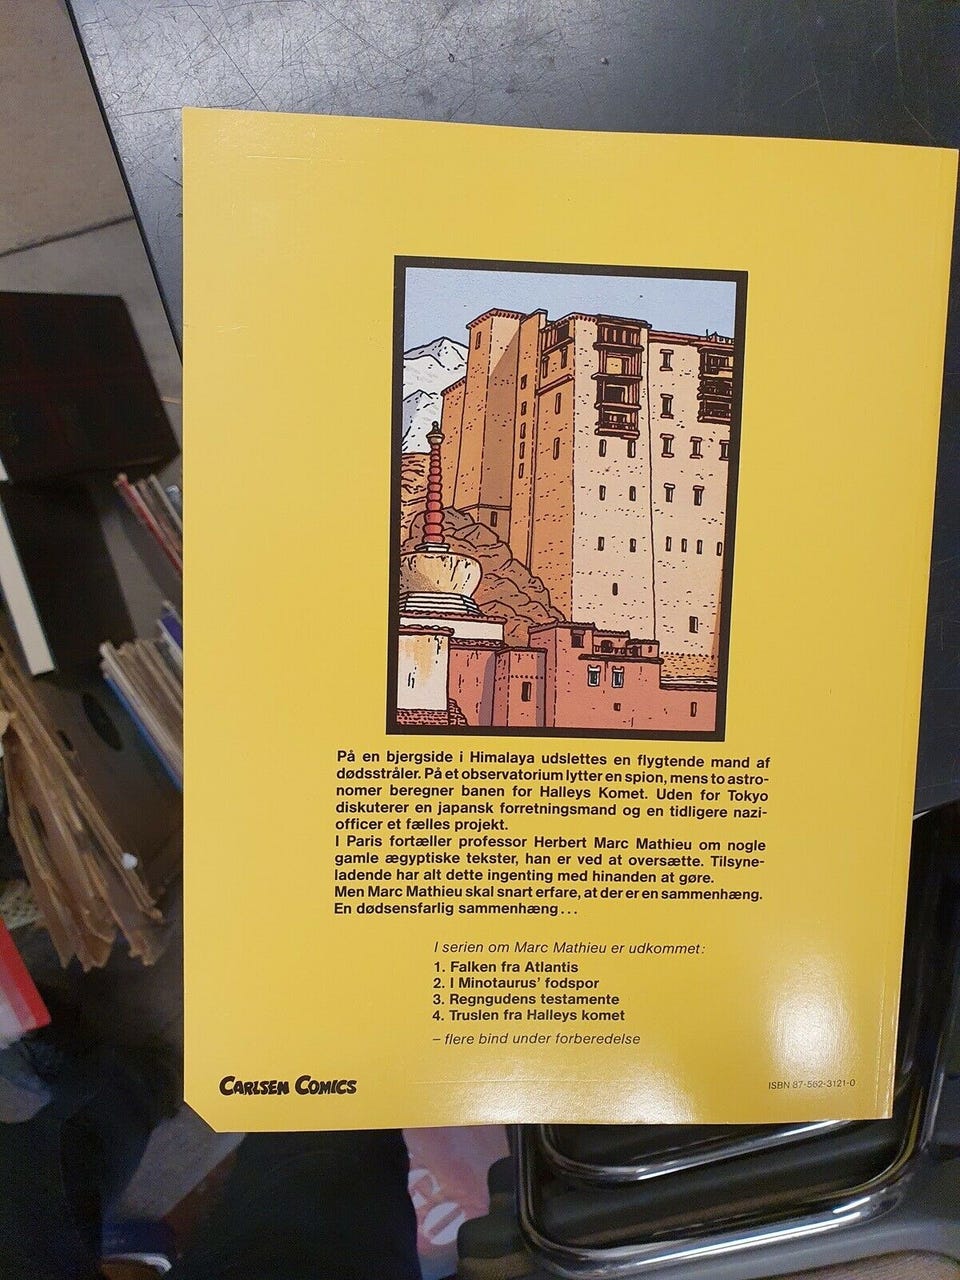 På en bjergside i Himalaya udslettes en flygtende mand af
dødsstråler. På et observatorium lytter en spion, mens to astro-
nomer beregner banen for Halleys Komet. Uden for Tokyo
diskuterer en japansk forretningsmand og en tidligere nazi-
officer et fælles projekt.
I Paris fortæller professor Herbert Marc Mathieu om nogle
gamle ægyptiske tekster, han er ved at oversætte. Tilsyne-
ladende har alt dette ingenting med hinanden at gøre.
Men Marc Mathieu skal snart erfare, at der er en sammenhæng.
En dødsensfarlig sammenhæng...
I serien om Marc Mathieu er udkommet:
1. Falken fra Atlantis
2. I Minotaurus' fodspor
3. Regngudens testamente
4. Truslen fra Halleys komet
– flere bind under forberedelse
CARLSEN COMICS
ISBN 87-562-3121-0